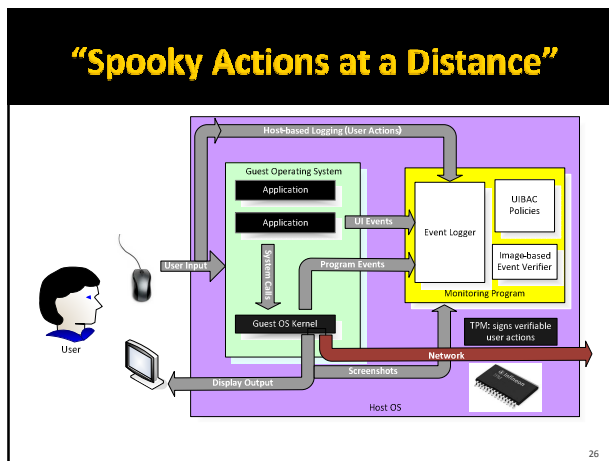 “Spooky Actions at a Distance”
Host-based Logging (User Actions)
Guest Operating System
Application
Application
UI Events
System Calls
User Input
Program Events
Guest OS Kernel
Event Logger
UIBAC
Policies
Image-based
Event Verifier
Monitoring Program
TPM: signs verifiable
user actions
Network
Screenshots
Display Output
User
Infineon
Host OS
26